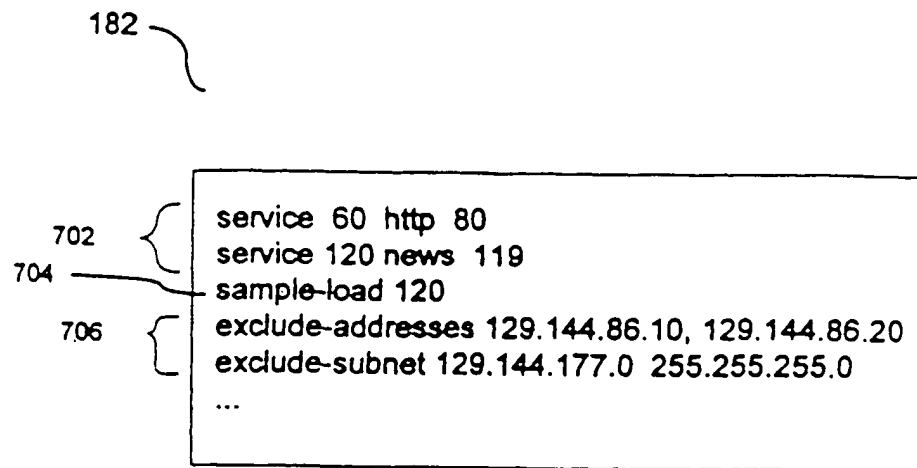 182
702
704
706
service 60 http 80
service 120 news 119
sample-load 120
exclude-addresses 129.144.86.10, 129.144.86.20
exclude-subnet 129.144.177.0 255.255.255.0
...